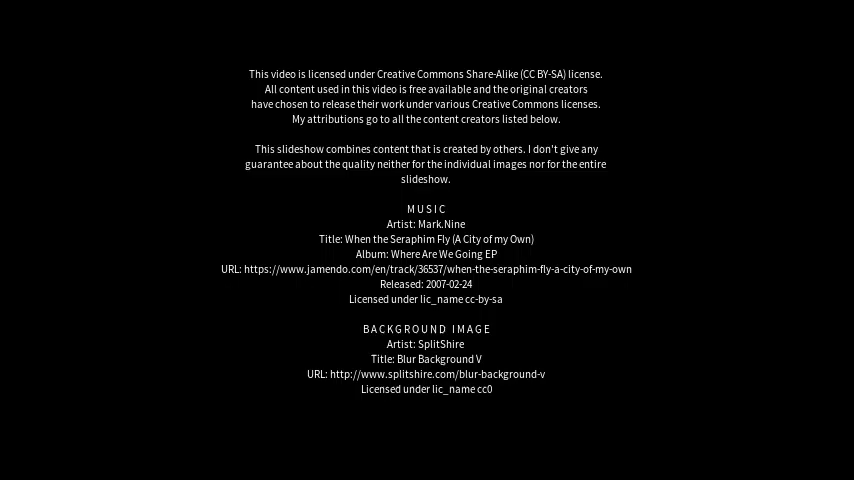 This video is licensed under Creative Commons Share-Alike (CC BY-SA) license.
All content used in this video is free available and the original creators
have chosen to release their work under various Creative Commons licenses.
My attributions go to all the content creators listed below.
This slideshow combines content that is created by others. I don't give any
guarantee about the quality neither for the individual images nor for the entire
slideshow.
MUSIC
Artist: Mark.Nine
Title: When the Seraphim Fly (A City of my Own)
Album: Where Are We Going EP
URL: https://www.jamendo.com/en/track/36537/when-the-seraphim-fly-a-city-of-my-own
Released: 2007-02-24
Licensed under lic_name cc-by-sa
BACKGROUND IMAGE
Artist: SplitShire
Title: Blur Background V
URL: http://www.splitshire.com/blur-background-v
Licensed under lic_name cc0